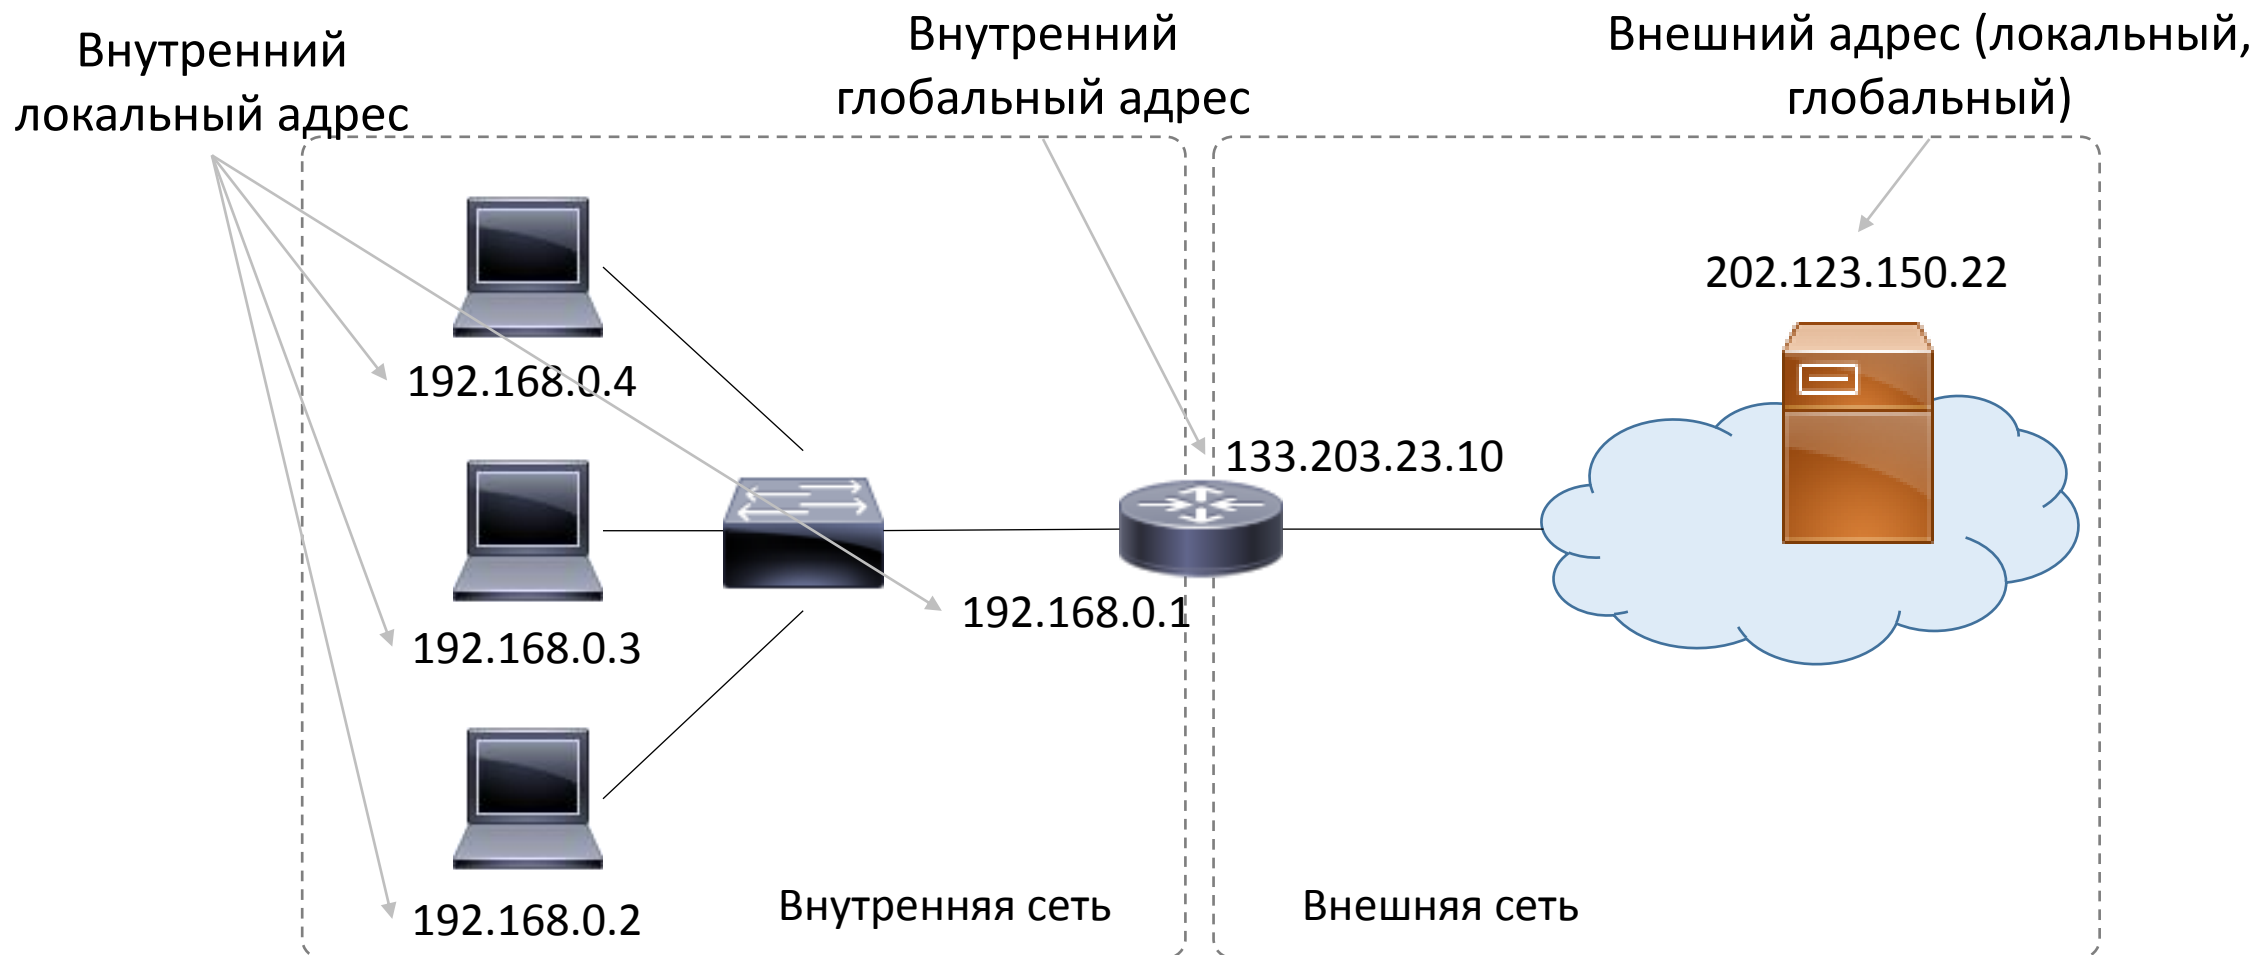 Внутренний
локальный адрес
Внутренний
глобальный адрес
Внешний адрес (локальный,
глобальный)
202.123.150.22
192.168.0.4
133.203.23.10
192.168.0.1
192.168.0.3
192.168.0.2
Внутренняя сеть
Внешняя сеть